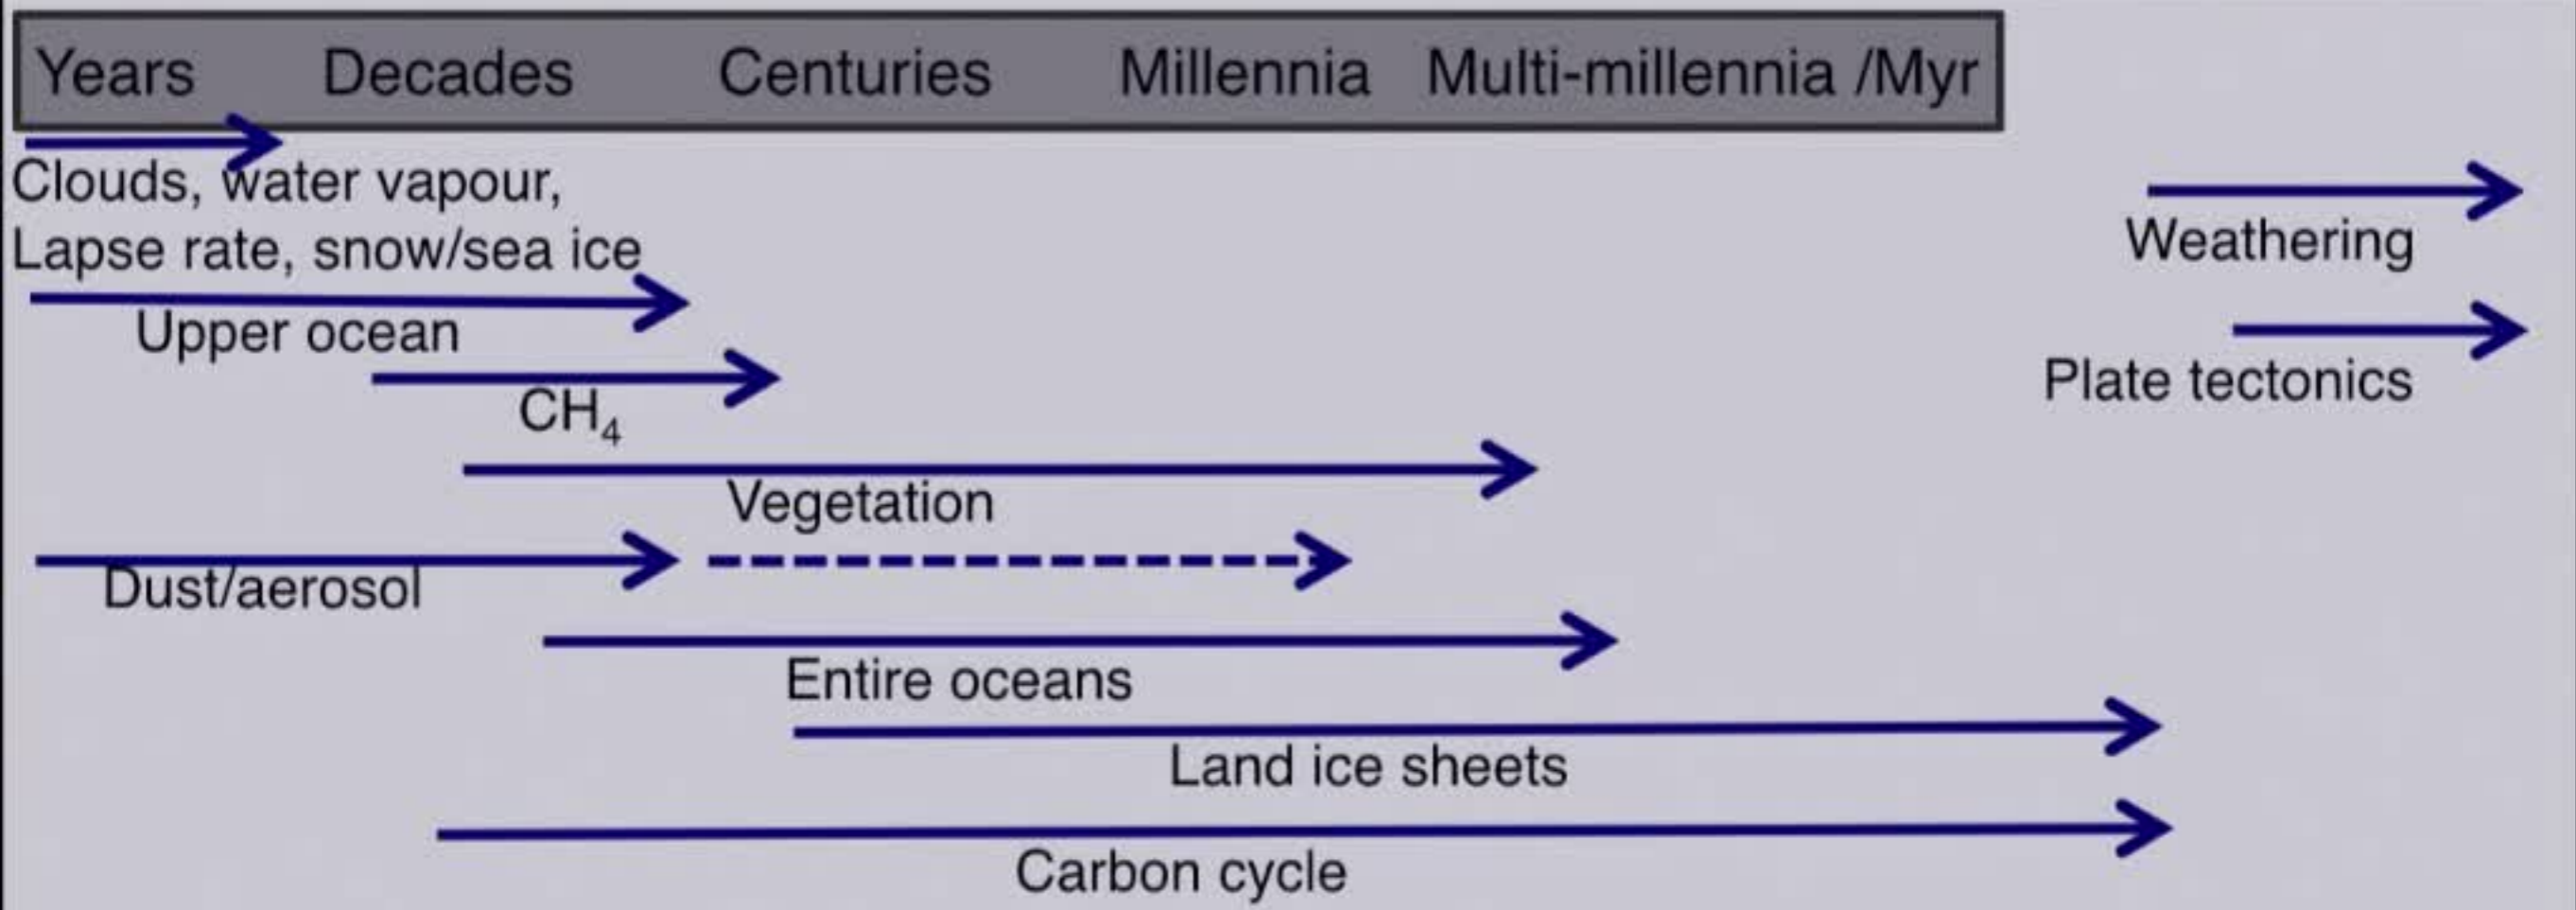 Years Decades Centuries Millennia Multi-millennia /Myr
Clouds, water vapour,
Lapse rate, snow/sea ice
Weathering
Upper ocean
Plate tectonics
CH₄
Vegetation
Dust/aerosol
Entire oceans
Land ice sheets
Carbon cycle